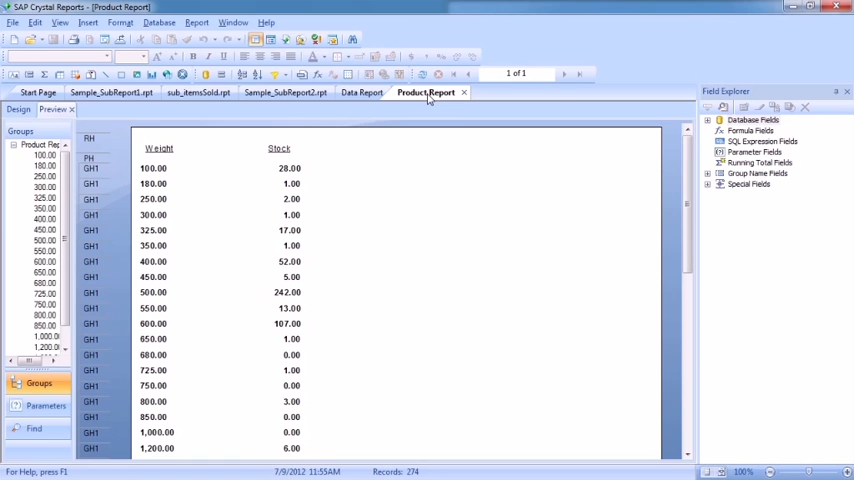 SAP Crystal Reports - [Product Report]
File Edit View Insert Format Database Report Window Help
1 of 1
Start Page Sample_SubReport1.rpt sub_itemsSold.rpt Sample_SubReport2.rpt Data Report Product Report
Design Preview
Groups
Product Rep
100.00
180.00
250.00
300.00
325.00
350.00
400.00
450.00
500.00
550.00
600.00
650.00
680.00
725.00
750.00
800.00
850.00
1,000.00
1,200.00
Groups
Parameters
Find
RH
PH
Weight Stock
GH1 100.00 28.00
GH1 180.00 1.00
GH1 250.00 2.00
GH1 300.00 1.00
GH1 325.00 17.00
GH1 350.00 1.00
GH1 400.00 52.00
GH1 450.00 5.00
GH1 500.00 242.00
GH1 550.00 13.00
GH1 600.00 107.00
GH1 650.00 1.00
GH1 680.00 0.00
GH1 725.00 1.00
GH1 750.00 0.00
GH1 800.00 3.00
GH1 850.00 0.00
GH1 1,000.00 0.00
GH1 1,200.00 6.00
Field Explorer
Database Fields
Formula Fields
SQL Expression Fields
Parameter Fields
Running Total Fields
Group Name Fields
Special Fields
For Help, press F1 7/9/2012 11:55AM Records: 274 100%